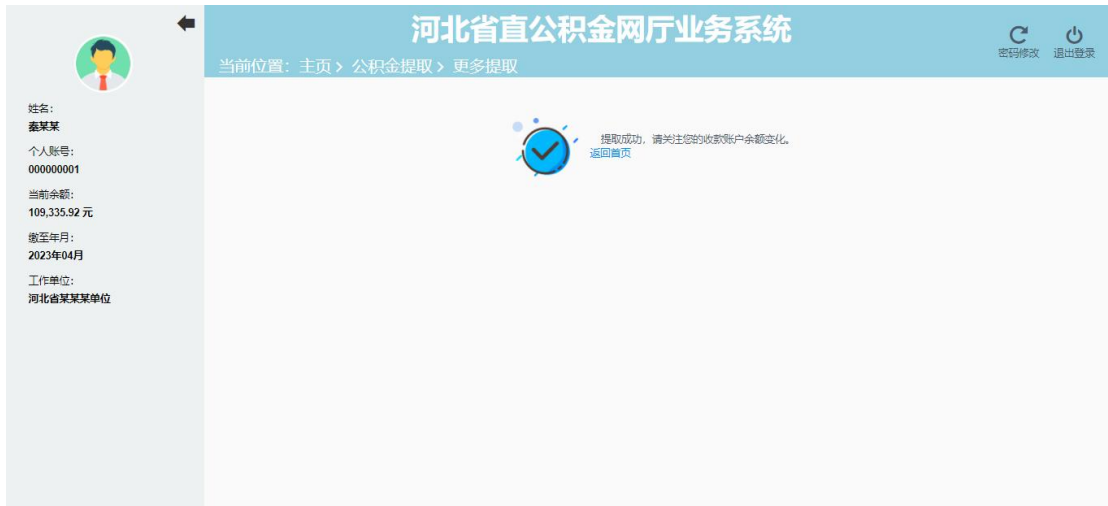 河北省直公积金网厅业务系统
密码修改 退出登录
当前位置：主页 > 公积金提取 > 更多提取
姓名：
秦某某
个人账号：
000000001
当前余额：
109,335.92 元
缴至年月：
2023年04月
工作单位：
河北省某某某单位
提取成功，请关注您的收款账户余额变化。
返回首页